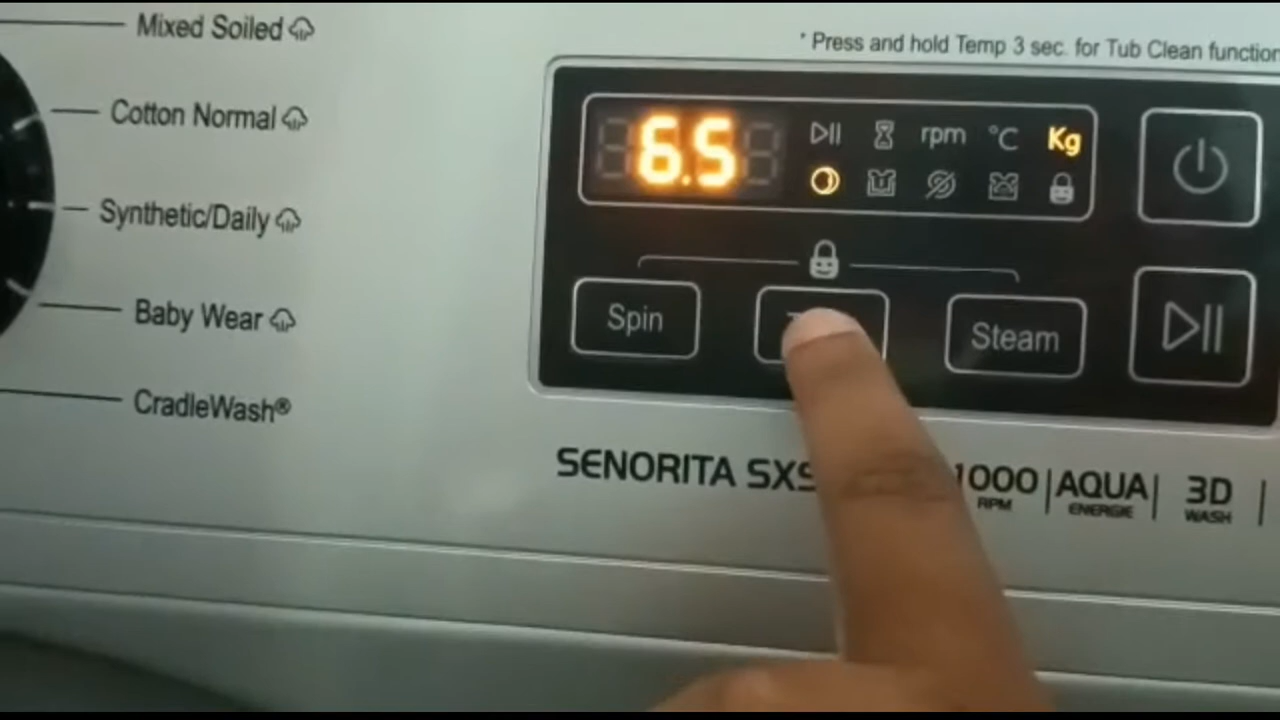 Mixed Soiled
* Press and hold Temp 3 sec. for Tub Clean function
Cotton Normal
6.5
rpm °C Kg
Synthetic/Daily
Spin
Steam
Baby Wear
CradleWash®
SENORITA SXS
1000 RPM
AQUA ENERGIE
3D WASH